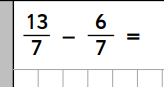 13/7 − 6/7 =